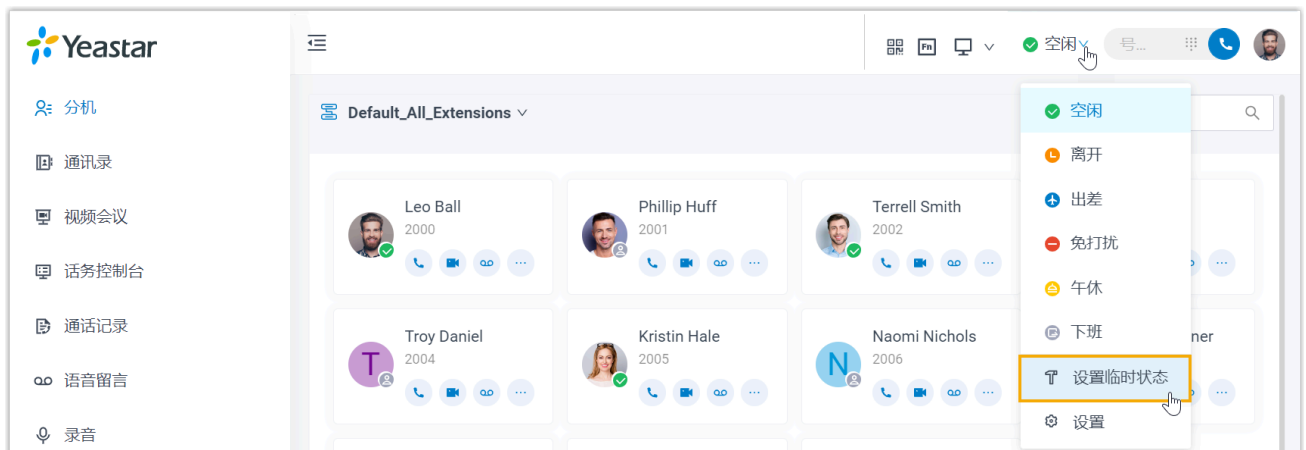 Yeastar
Fn
空闲
号...
分机
通讯录
视频会议
话务控制台
通话记录
语音留言
录音
Default_All_Extensions
Leo Ball
2000
Phillip Huff
2001
Terrell Smith
2002
T
Troy Daniel
2004
Kristin Hale
2005
N
Naomi Nichols
2006
ner
空闲
离开
出差
免打扰
午休
下班
设置临时状态
设置